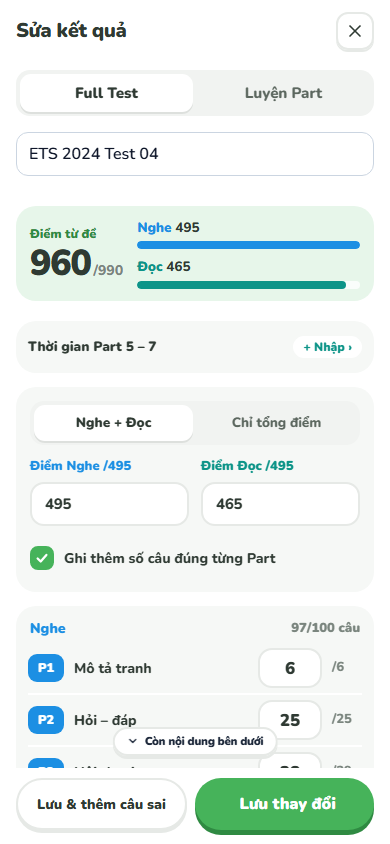 Sửa kết quả
Full Test
Luyện Part
ETS 2024 Test 04
Điểm từ đề
960/990
Nghe 495
Đọc 465
Thời gian Part 5 – 7
+ Nhập ›
Nghe + Đọc
Chỉ tổng điểm
Điểm Nghe /495
Điểm Đọc /495
495
465
Ghi thêm số câu đúng từng Part
Nghe
97/100 câu
P1 Mô tả tranh 6 /6
P2 Hỏi – đáp 25 /25
Còn nội dung bên dưới
P3
Lưu & thêm câu sai
Lưu thay đổi